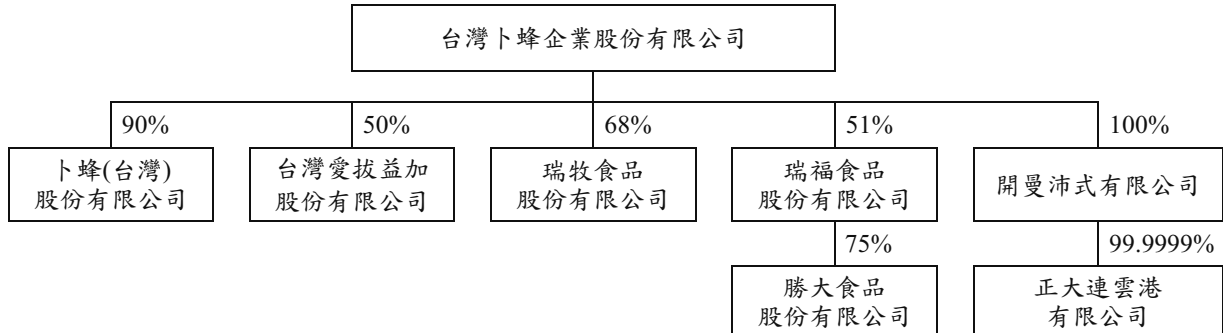 台灣卜蜂企業股份有限公司
90%
50%
68%
51%
100%
卜蜂(台灣)
股份有限公司
台灣愛拔益加
股份有限公司
瑞牧食品
股份有限公司
瑞福食品
股份有限公司
開曼沛式有限公司
75%
99.9999%
勝大食品
股份有限公司
正大連雲港
有限公司